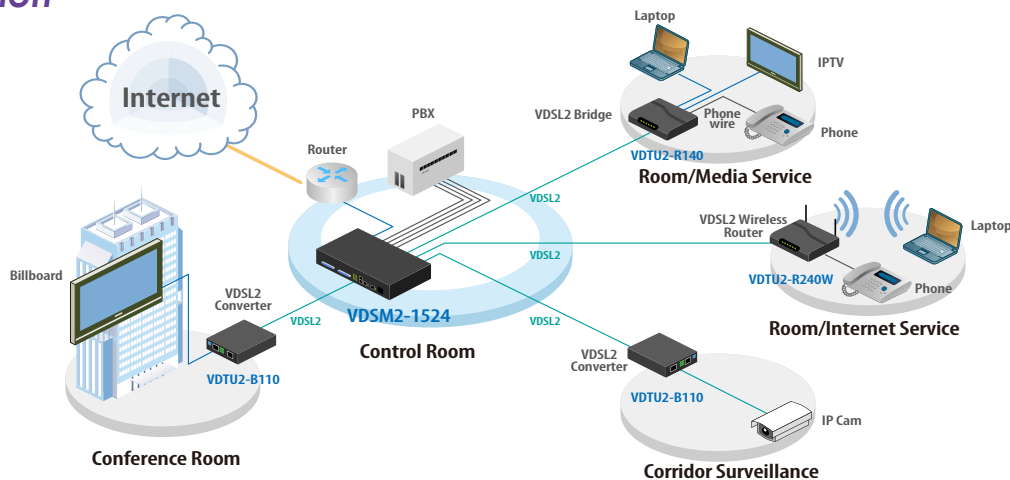 Internet
PBX
Router
VDSM2-1524
Control Room
Billboard
VDSL2
Converter
VDTU2-B110
Conference Room
VDSL2
VDSL2
VDSL2
VDSL2
Laptop
IPTV
VDSL2 Bridge
Phone
wire
Phone
VDTU2-R140
Room/Media Service
VDSL2 Wireless
Router
Laptop
VDTU2-R240W
Phone
Room/Internet Service
VDSL2
Converter
VDTU2-B110
IP Cam
Corridor Surveillance